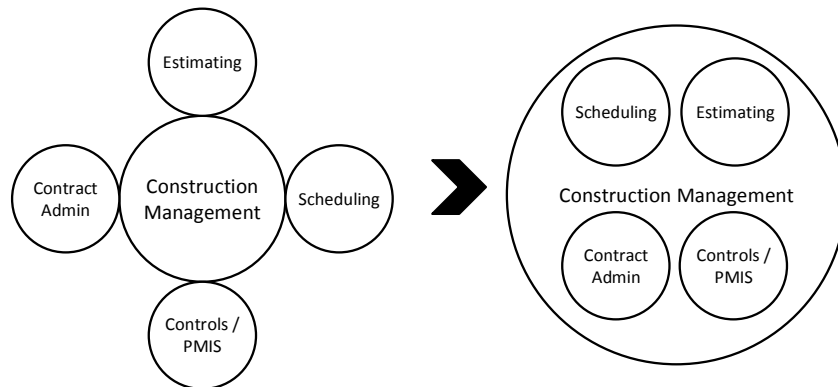 Estimating
Contract
Admin
Construction
Management
Scheduling
Controls /
PMIS
Scheduling
Estimating
Construction Management
Contract
Admin
Controls /
PMIS